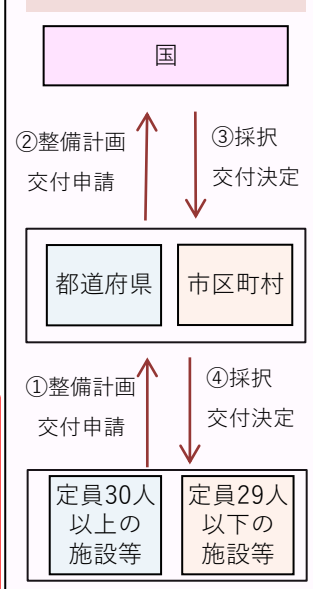 国
②整備計画
交付申請
③採択
交付決定
都道府県
市区町村
①整備計画
交付申請
④採択
交付決定
定員30人
以上の
施設等
定員29人
以下の
施設等